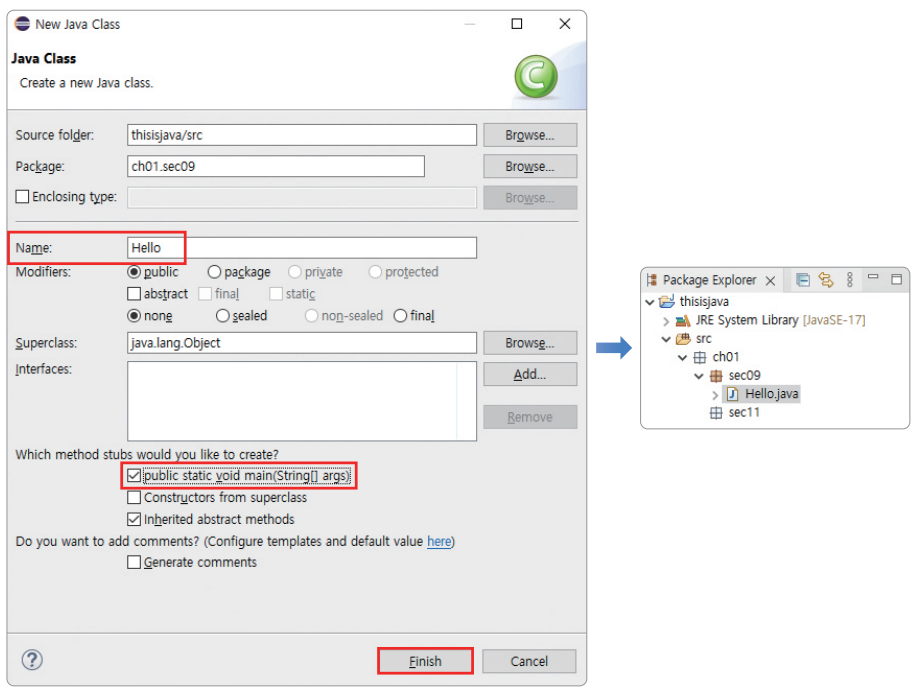 New Java Class
Java Class
Create a new Java class.
Source folder: thisisjava/src Browse...
Package: ch01.sec09 Browse...
Enclosing type: Browse...
Name: Hello
Modifiers: public package private protected
abstract final static
none sealed non-sealed final
Superclass: java.lang.Object Browse...
Interfaces: Add...
Remove
Which method stubs would you like to create?
public static void main(String[] args)
Constructors from superclass
Inherited abstract methods
Do you want to add comments? (Configure templates and default value here)
Generate comments
? Finish Cancel
Package Explorer
thisisjava
JRE System Library [JavaSE-17]
src
ch01
sec09
J Hello.java
sec11